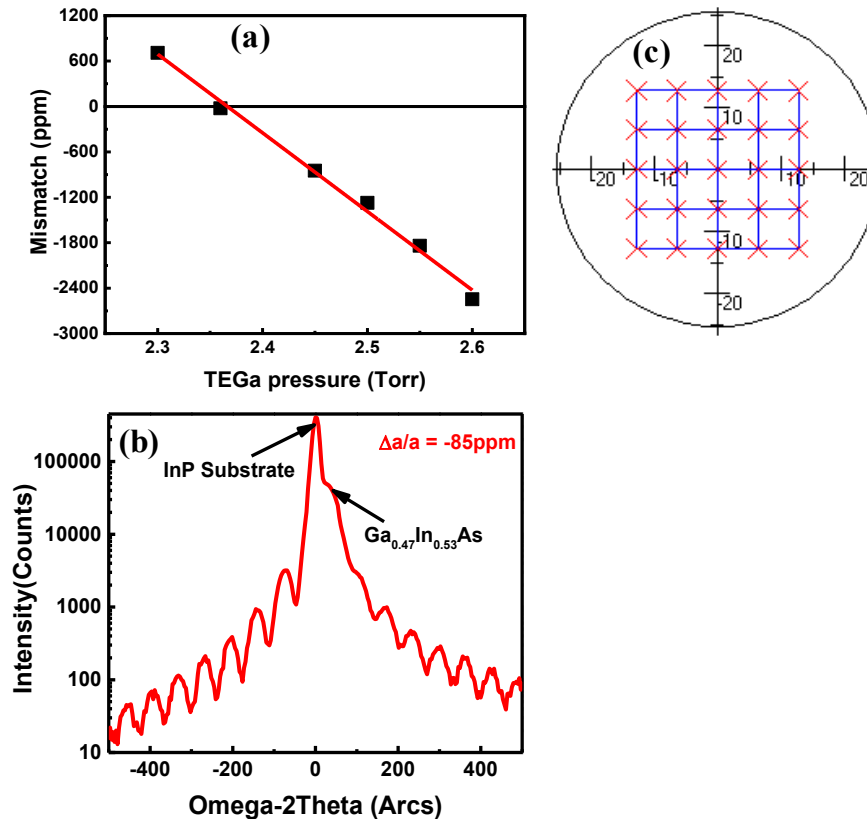 (a)
Mismatch (ppm)
1200
600
0
-600
-1200
-1800
-2400
-3000
2.3 2.4 2.5 2.6
TEGa pressure (Torr)
(c)
20
10
-20 -10 10 20
-10
-20
(b)
Δa/a = -85ppm
InP Substrate
Ga0.47In0.53As
Intensity(Counts)
100000
10000
1000
100
10
-400 -200 0 200 400
Omega-2Theta (Arcs)